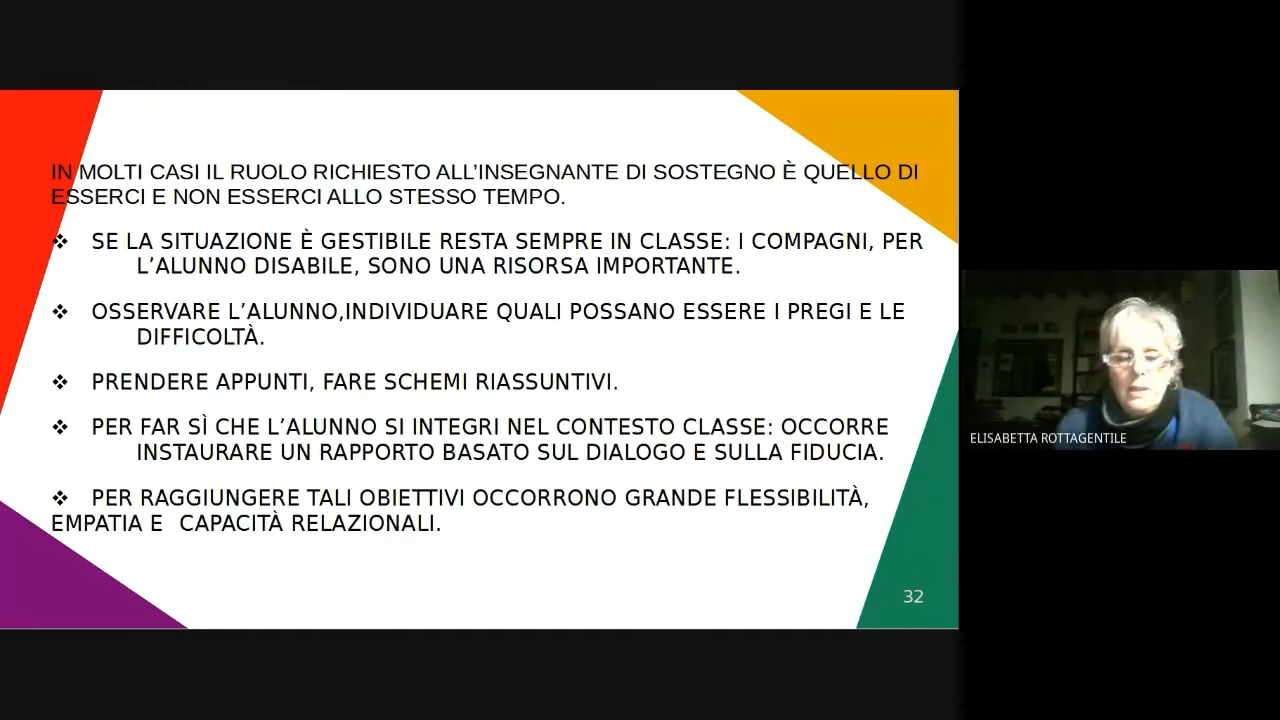 IN MOLTI CASI IL RUOLO RICHIESTO ALL’INSEGNANTE DI SOSTEGNO È QUELLO DI
ESSERCI E NON ESSERCI ALLO STESSO TEMPO.
❖ SE LA SITUAZIONE È GESTIBILE RESTA SEMPRE IN CLASSE: I COMPAGNI, PER
L’ALUNNO DISABILE, SONO UNA RISORSA IMPORTANTE.
❖ OSSERVARE L’ALUNNO,INDIVIDUARE QUALI POSSANO ESSERE I PREGI E LE
DIFFICOLTÀ.
❖ PRENDERE APPUNTI, FARE SCHEMI RIASSUNTIVI.
❖ PER FAR SÌ CHE L’ALUNNO SI INTEGRI NEL CONTESTO CLASSE: OCCORRE
INSTAURARE UN RAPPORTO BASATO SUL DIALOGO E SULLA FIDUCIA.
❖ PER RAGGIUNGERE TALI OBIETTIVI OCCORRONO GRANDE FLESSIBILITÀ,
EMPATIA E CAPACITÀ RELAZIONALI.
32
ELISABETTA ROTTAGENTILE